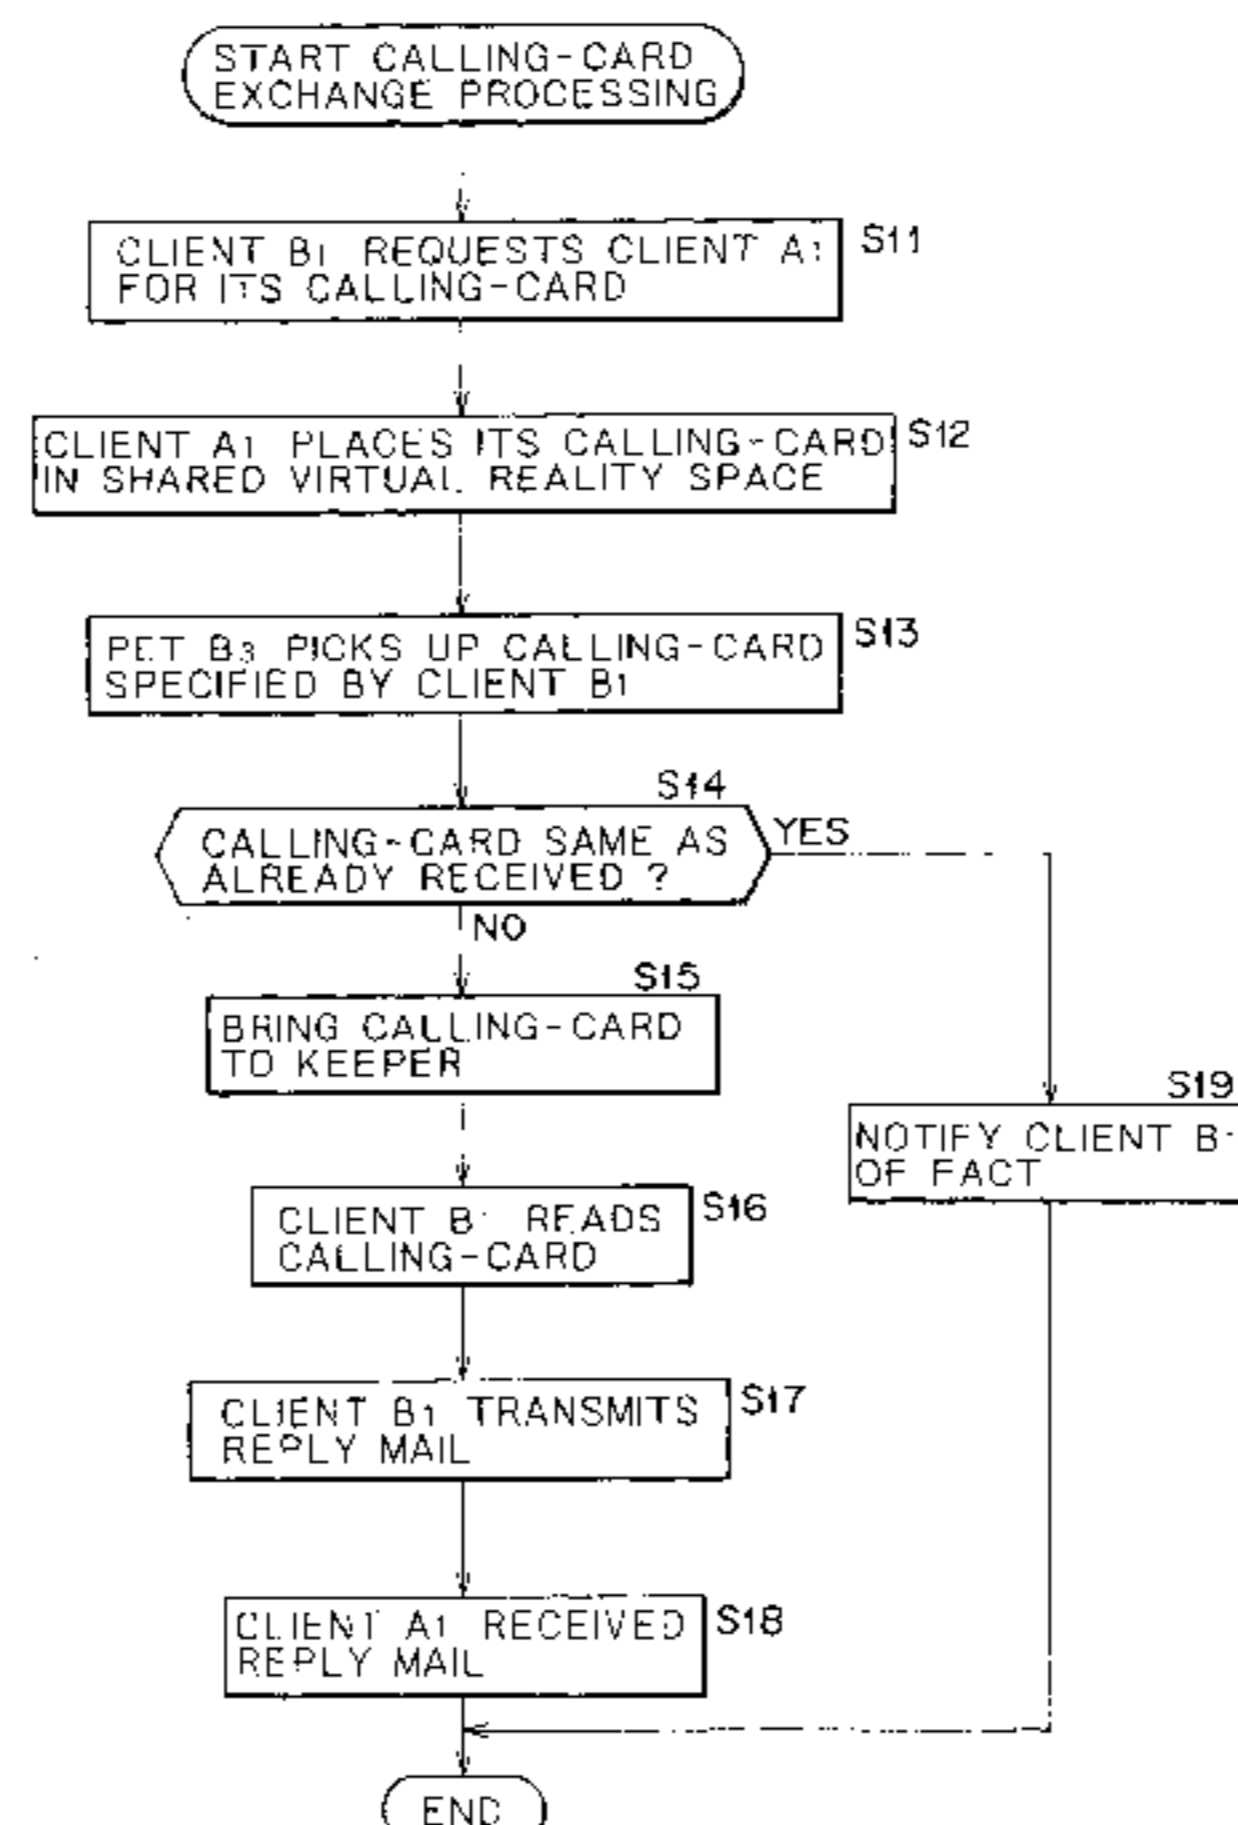 START CALLING-CARD
EXCHANGE PROCESSING
CLIENT B1 REQUESTS CLIENT A1
FOR ITS CALLING-CARD
S11
CLIENT A1 PLACES ITS CALLING-CARD
IN SHARED VIRTUAL REALITY SPACE
S12
PET B3 PICKS UP CALLING-CARD
SPECIFIED BY CLIENT B1
S13
S14
CALLING-CARD SAME AS
ALREADY RECEIVED ?
YES
NO
S15
BRING CALLING-CARD
TO KEEPER
S19
NOTIFY CLIENT B1
OF FACT
CLIENT B1 READS
CALLING-CARD
S16
CLIENT B1 TRANSMITS
REPLY MAIL
S17
CLIENT A1 RECEIVED
REPLY MAIL
S18
END